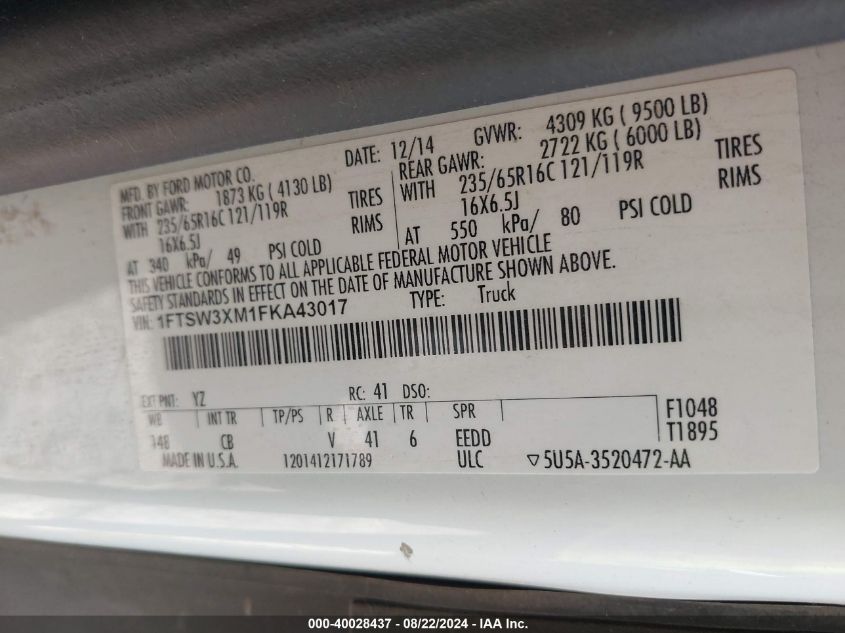 MFD. BY FORD MOTOR CO. DATE: 12/14 GVWR: 4309 KG ( 9500 LB)
FRONT GAWR: 1873 KG ( 4130 LB) REAR GAWR: 2722 KG ( 6000 LB)
WITH 235/65R16C 121/119R TIRES WITH 235/65R16C 121/119R TIRES
16X6.5J RIMS 16X6.5J RIMS
AT 340 kPa/ 49 PSI COLD AT 550 kPa/ 80 PSI COLD
THIS VEHICLE CONFORMS TO ALL APPLICABLE FEDERAL MOTOR VEHICLE
SAFETY STANDARDS IN EFFECT ON THE DATE OF MANUFACTURE SHOWN ABOVE.
VIN: 1FTSW3XM1FKA43017 TYPE: Truck
EXT PNT: YZ RC: 41 DSO:
WB INT TR TP/PS R AXLE TR SPR F1048
148 CB V 41 6 EEDD T1895
MADE IN U.S.A. 1201412171789 ULC ▽5U5A-3520472-AA
000-40028437 - 08/22/2024 - IAA Inc.